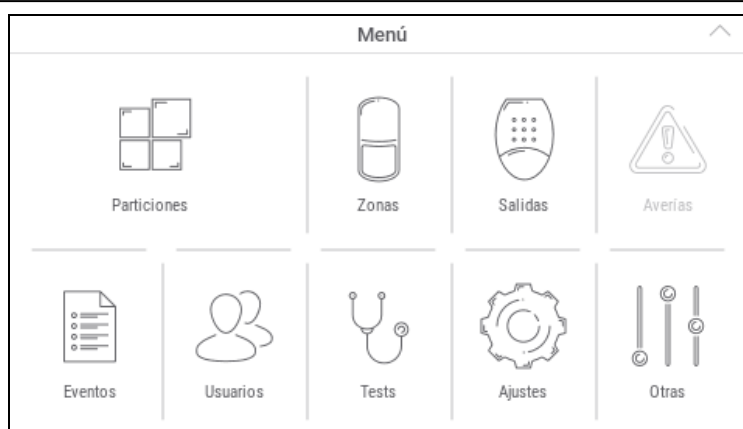 Menú
Particiones
Zonas
Salidas
Averías
Eventos
Usuarios
Tests
Ajustes
Otras